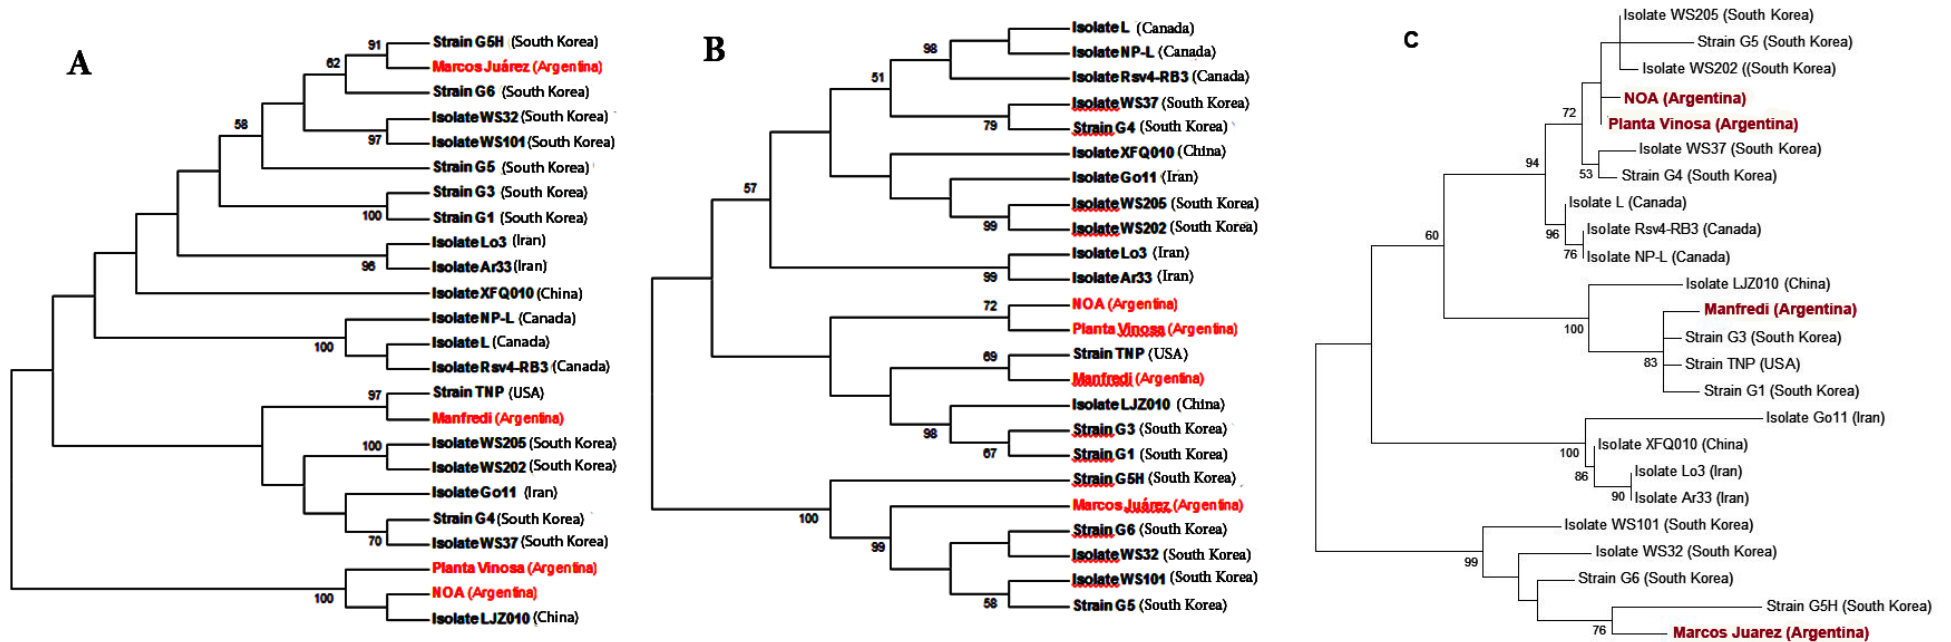 A
91
Strain G5H (South Korea)
Marcos Juárez (Argentina)
62
Strain G6 (South Korea)
Isolate WS32 (South Korea)
97
Isolate WS101 (South Korea)
58
Strain G5 (South Korea)
Strain G3 (South Korea)
100
Strain G1 (South Korea)
Isolate Lo3 (Iran)
96
Isolate Ar33 (Iran)
Isolate XFQ010 (China)
Isolate NP-L (Canada)
100
Isolate L (Canada)
Isolate Rsv4-RB3 (Canada)
97
Strain TNP (USA)
Manfredi (Argentina)
100
Isolate WS205 (South Korea)
Isolate WS202 (South Korea)
Isolate Go11 (Iran)
Strain G4 (South Korea)
70
Isolate WS37 (South Korea)
Planta Vinosa (Argentina)
100
NOA (Argentina)
Isolate LJZ010 (China)
B
Isolate L (Canada)
98
Isolate NP-L (Canada)
51
Isolate Rsv4-RB3 (Canada)
Isolate WS37 (South Korea)
79
Strain G4 (South Korea)
Isolate XFQ010 (China)
Isolate Go11 (Iran)
57
Isolate WS205 (South Korea)
99
Isolate WS202 (South Korea)
Isolate Lo3 (Iran)
99
Isolate Ar33 (Iran)
72
NOA (Argentina)
Planta Vinosa (Argentina)
69
Strain TNP (USA)
Manfredi (Argentina)
Isolate LJZ010 (China)
98
Strain G3 (South Korea)
67
Strain G1 (South Korea)
Strain G5H (South Korea)
100
Marcos Juárez (Argentina)
Strain G6 (South Korea)
99
Isolate WS32 (South Korea)
Isolate WS101 (South Korea)
58
Strain G5 (South Korea)
C
Isolate WS205 (South Korea)
Strain G5 (South Korea)
Isolate WS202 ((South Korea)
NOA (Argentina)
72
Planta Vinosa (Argentina)
Isolate WS37 (South Korea)
94
53
Strain G4 (South Korea)
Isolate L (Canada)
96
Isolate Rsv4-RB3 (Canada)
60
76
Isolate NP-L (Canada)
Isolate LJZ010 (China)
Manfredi (Argentina)
100
Strain G3 (South Korea)
83
Strain TNP (USA)
Strain G1 (South Korea)
Isolate Go11 (Iran)
100
Isolate XFQ010 (China)
86
Isolate Lo3 (Iran)
90
Isolate Ar33 (Iran)
Isolate WS101 (South Korea)
99
Isolate WS32 (South Korea)
Strain G6 (South Korea)
Strain G5H (South Korea)
76
Marcos Juarez (Argentina)